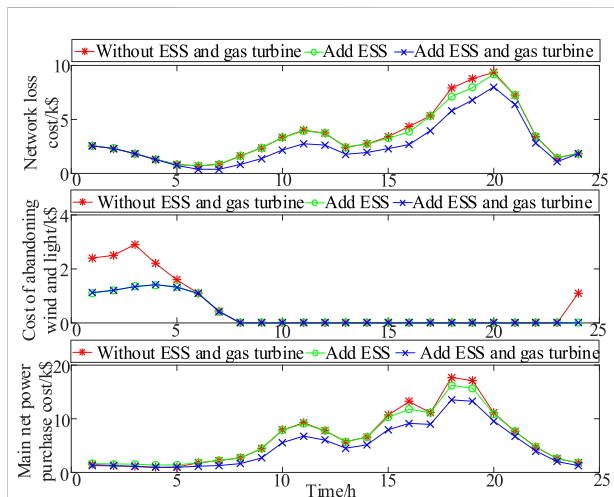 Without ESS and gas turbine Add ESS Add ESS and gas turbine
10
5
0
0 5 10 15 20 25
Network loss
cost/k$
Without ESS and gas turbine Add ESS Add ESS and gas turbine
4
2
0
0 5 10 15 20 25
Cost of abandoning
wind and light/k$
Without ESS and gas turbine Add ESS Add ESS and gas turbine
20
10
0
0 5 10 15 20 25
Main net power
purchase cost/k$
Time/h